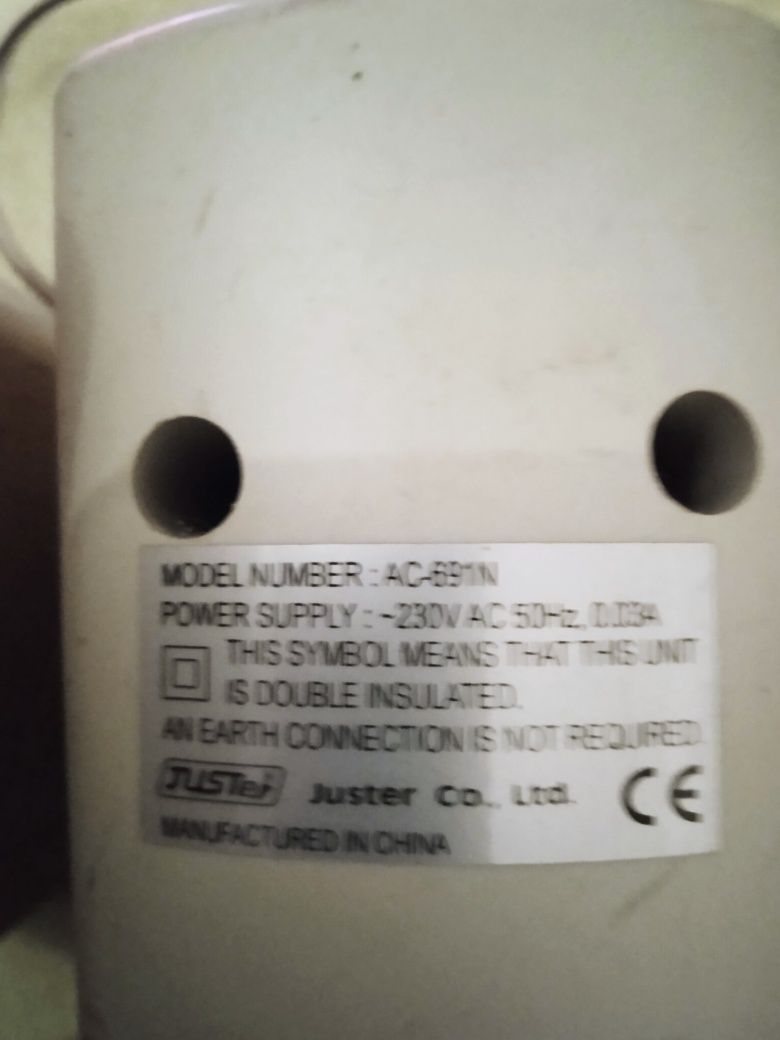 MODEL NUMBER : AC-691N
POWER SUPPLY : ~230V AC 50Hz, 0.03A
THIS SYMBOL MEANS THAT THIS UNIT
IS DOUBLE INSULATED.
AN EARTH CONNECTION IS NOT REQUIRED.
JUSTer Juster Co., Ltd. CE
MANUFACTURED IN CHINA